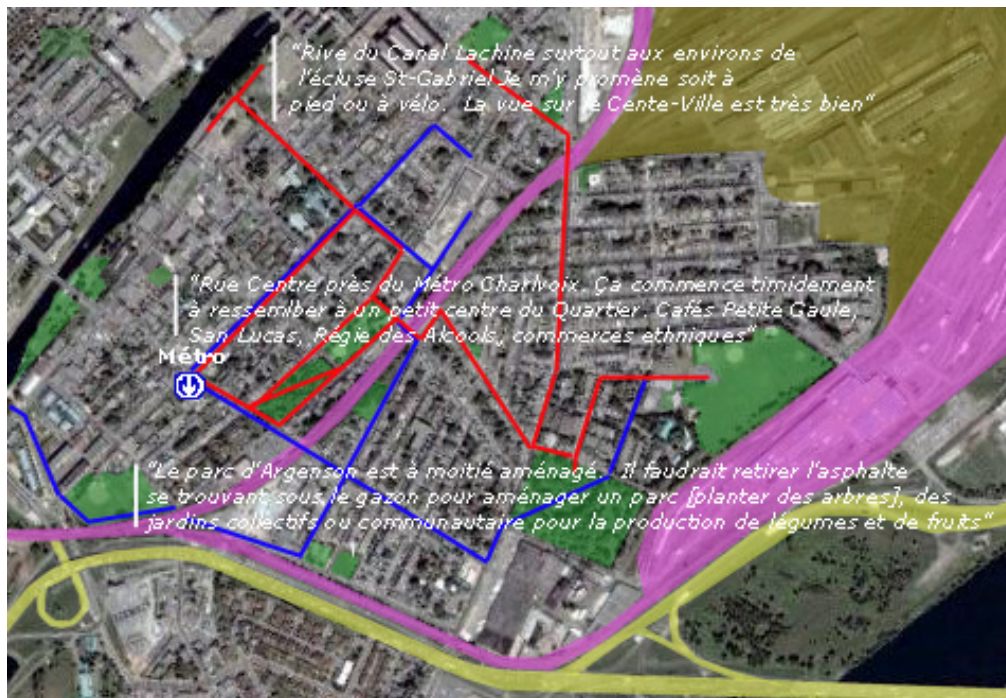 "Rive du Canal Lachine surtout aux environs de
l'écluse St-Gabriel Je m'y promène soit à
pied ou à vélo. La vue sur le Cente-Ville est très bien"
"Rue Centre près du Métro Charlvoix. Ça commence timidement
à ressemlber à un petit centre du Quartier. Cafés Petite Gaule,
San Lucas, Régie des Alcools, commerces ethniques"
Métro
"Le parc d'Argenson est à moitié aménagé. Il faudrait retirer l'asphalte
se trouvant sous le gazon pour aménager un parc [planter des arbres], des
jardins collectifs ou communautaire pour la production de légumes et de fruits"